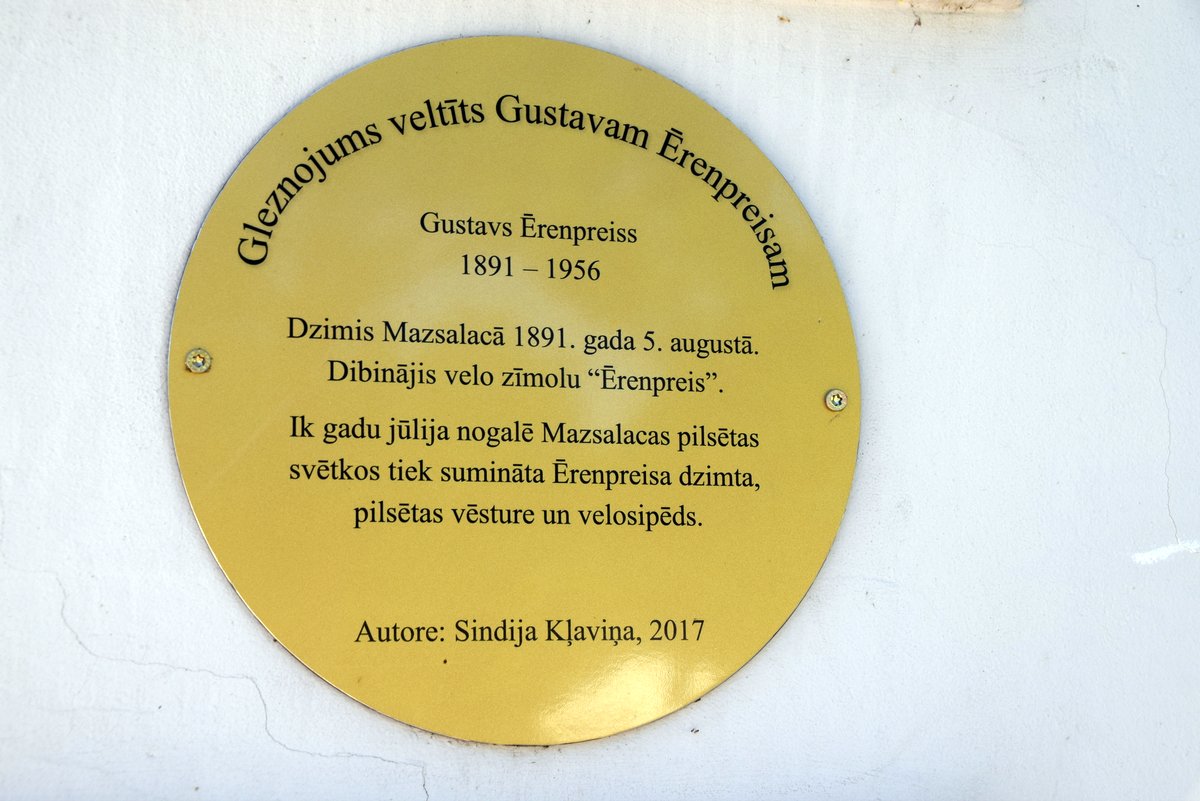 Gleznojums veltīts Gustavam Ērenpreisam
Gustavs Ērenpreiss
1891 – 1956
Dzimis Mazsalacā 1891. gada 5. augustā.
Dibinājis velo zīmolu “Ērenpreis”.
Ik gadu jūlija nogalē Mazsalacas pilsētas
svētkos tiek sumināta Ērenpreisa dzimta,
pilsētas vēsture un velosipēds.
Autore: Sindija Kļaviņa, 2017